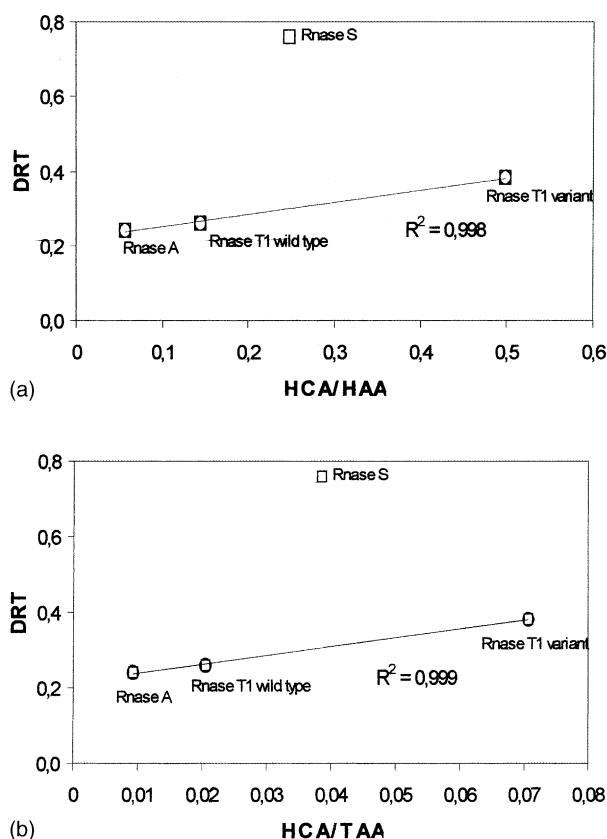 0,8
Rnase S
0,6
DRT
0,4
Rnase T1 variant
0,2
Rnase A
Rnase T1 wild type
R² = 0,998
0,0
0
0,1
0,2
0,3
0,4
0,5
0,6
(a)
HCA/HAA
0,8
Rnase S
0,6
DRT
0,4
Rnase T1 variant
0,2
Rnase A
Rnase T1 wild type
R² = 0,999
0,0
0
0,01
0,02
0,03
0,04
0,05
0,06
0,07
0,08
(b)
HCA/TAA